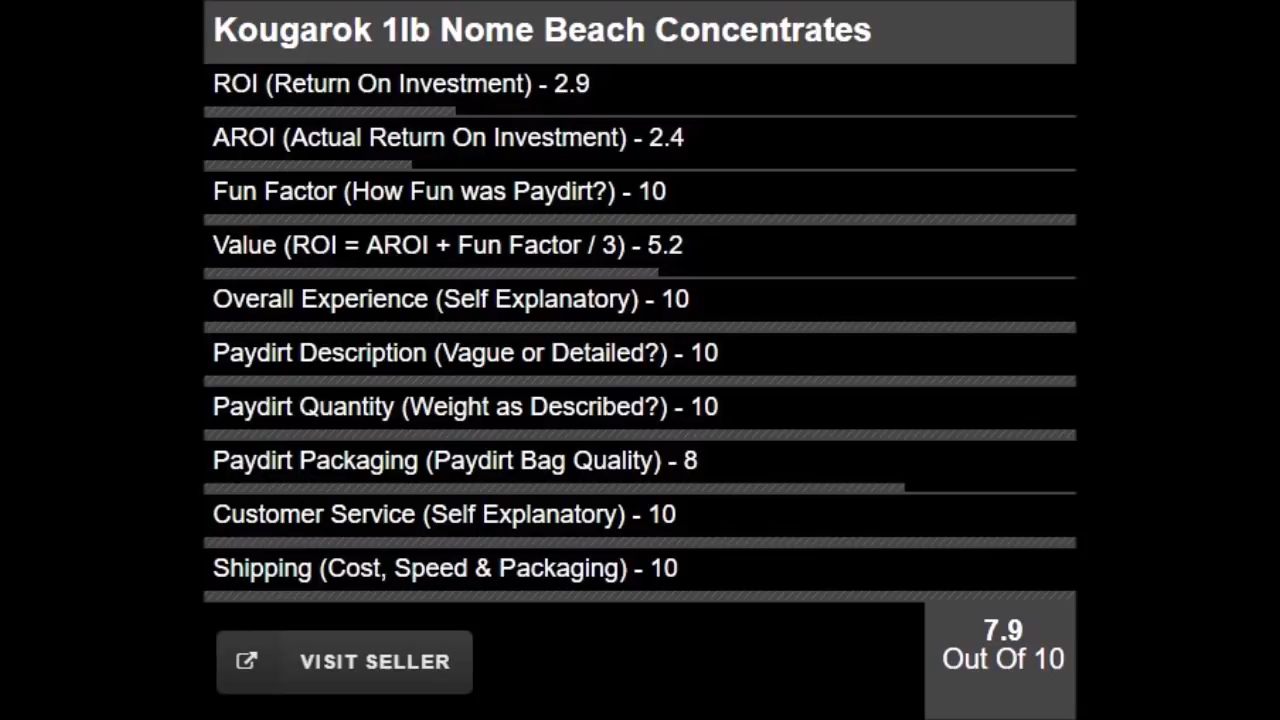 Kougarok 1lb Nome Beach Concentrates
ROI (Return On Investment) - 2.9
AROI (Actual Return On Investment) - 2.4
Fun Factor (How Fun was Paydirt?) - 10
Value (ROI = AROI + Fun Factor / 3) - 5.2
Overall Experience (Self Explanatory) - 10
Paydirt Description (Vague or Detailed?) - 10
Paydirt Quantity (Weight as Described?) - 10
Paydirt Packaging (Paydirt Bag Quality) - 8
Customer Service (Self Explanatory) - 10
Shipping (Cost, Speed & Packaging) - 10
7.9
Out Of 10
VISIT SELLER